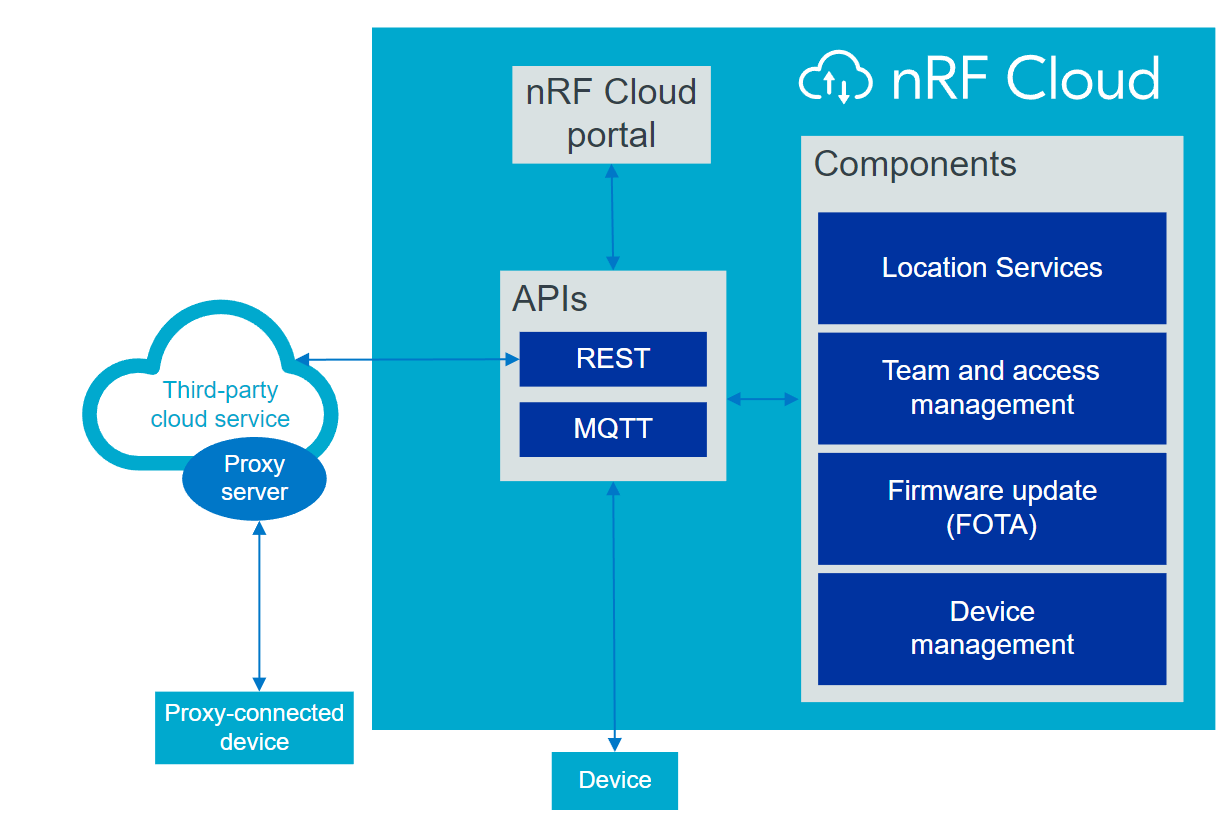 nRF Cloud
nRF Cloud
portal
Components
Location Services
Team and access
management
Firmware update
(FOTA)
Device
management
APIs
REST
MQTT
Third-party
cloud service
Proxy
server
Proxy-connected
device
Device